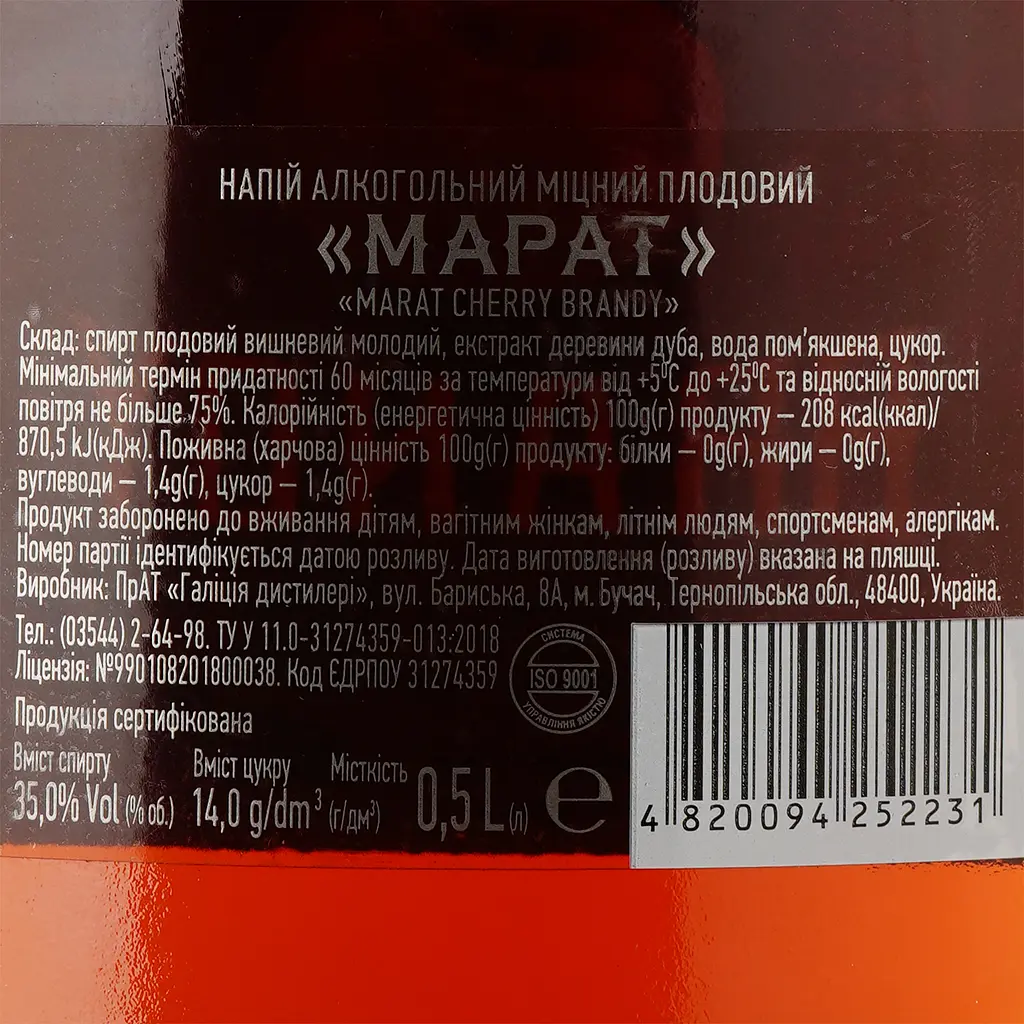 НАПІЙ АЛКОГОЛЬНИЙ МІЦНИЙ ПЛОДОВИЙ
«МАРАТ»
«MARAT CHERRY BRANDY»
Склад: спирт плодовий вишневий молодий, екстракт деревини дуба, вода пом’якшена, цукор.
Мінімальний термін придатності 60 місяців за температури від +5°C до +25°C та відносній вологості
повітря не більше 75%. Калорійність (енергетична цінність) 100g(г) продукту – 208 kcal(ккал)/
870,5 kJ(кДж). Поживна (харчова) цінність 100g(г) продукту: білки – 0g(г), жири – 0g(г),
вуглеводи – 1,4g(г), цукор – 1,4g(г).
Продукт заборонено до вживання дітям, вагітним жінкам, літнім людям, спортсменам, алергікам.
Номер партії ідентифікується датою розливу. Дата виготовлення (розливу) вказана на пляшці.
Виробник: ПрАТ «Галіція дистилері», вул. Бариська, 8А, м. Бучач, Тернопільська обл., 48400, Україна.
Тел.: (03544) 2-64-98. ТУ У 11.0-31274359-013:2018
Ліцензія: №990108201800038. Код ЄДРПОУ 31274359
СИСТЕМА
ISO 9001
УПРАВЛІННЯ ЯКІСТЮ
Продукція сертифікована
Вміст спирту Вміст цукру Місткість
35,0% Vol (% об.) 14,0 g/dm³ (г/дм³) 0,5 L (л) ℮
4 820094 252231